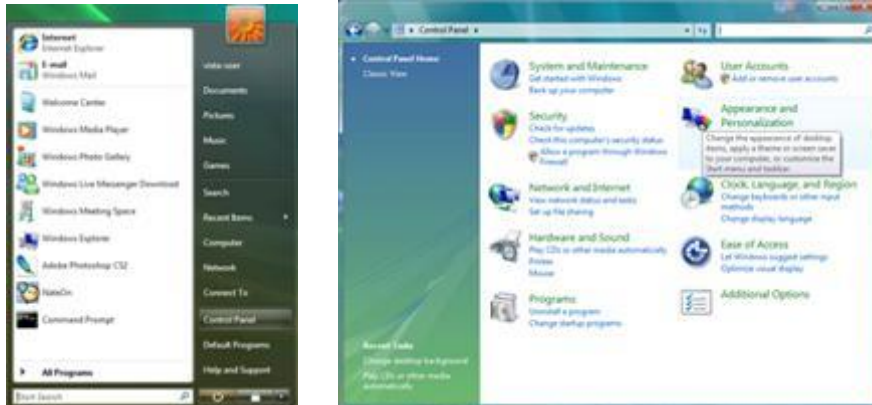 Internet
Internet Explorer
E-mail
Windows Mail
Welcome Center
Windows Media Player
Windows Photo Gallery
Windows Live Messenger Download
Windows Meeting Space
Windows Explorer
Adobe Photoshop CS2
NateOn
Command Prompt
All Programs
Start Search
vista user
Documents
Pictures
Music
Games
Search
Recent Items
Computer
Network
Connect To
Control Panel
Default Programs
Help and Support
Control Panel
Control Panel Home
Classic View
System and Maintenance
Get started with Windows
Back up your computer
Security
Check for updates
Check this computer's security status
Allow a program through Windows
Firewall
Network and Internet
View network status and tasks
Set up file sharing
Hardware and Sound
Play CDs or other media automatically
Printer
Mouse
Programs
Uninstall a program
Change startup programs
User Accounts
Add or remove user accounts
Appearance and
Personalization
Change the appearance of desktop
items, apply a theme or screen saver
to your computer, or customize the
Start menu and taskbar.
Clock, Language, and Region
Change keyboards or other input
methods
Change display language
Ease of Access
Let Windows suggest settings
Optimize visual display
Additional Options
Recent Tasks
Change desktop background
Play CDs or other media
automatically